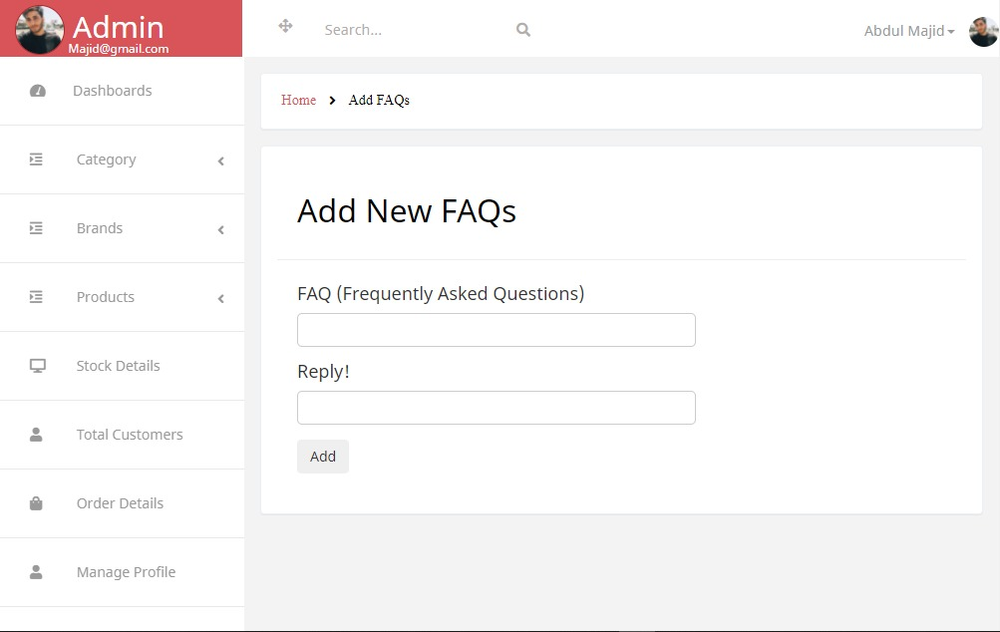 Admin
Majid@gmail.com
Search...
Abdul Majid
Dashboards
Category
Brands
Products
Stock Details
Total Customers
Order Details
Manage Profile
Home Add FAQs
Add New FAQs
FAQ (Frequently Asked Questions)
Reply!
Add